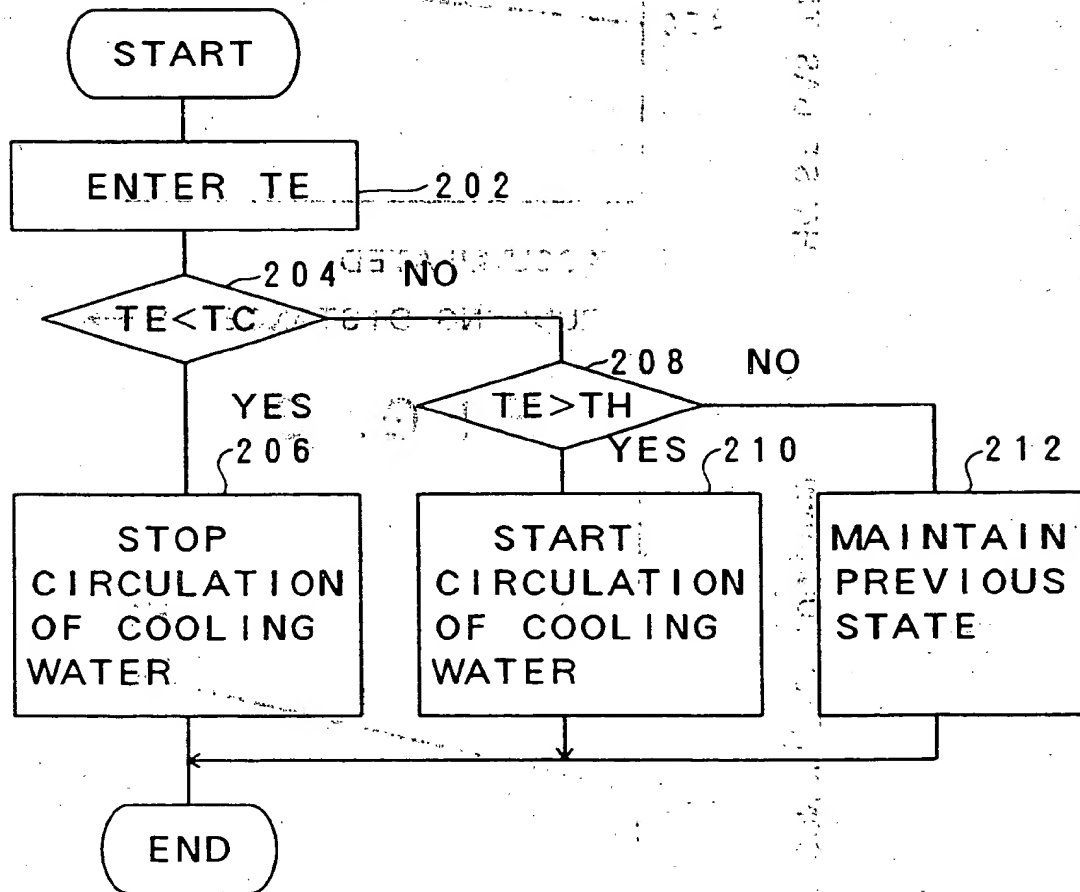 START
ENTER TE
202
204
NO
TE<TC
208
NO
YES
TE>TH
206
YES
210
212
STOP
CIRCULATION
OF COOLING
WATER
START
CIRCULATION
OF COOLING
WATER
MAINTAIN
PREVIOUS
STATE
END